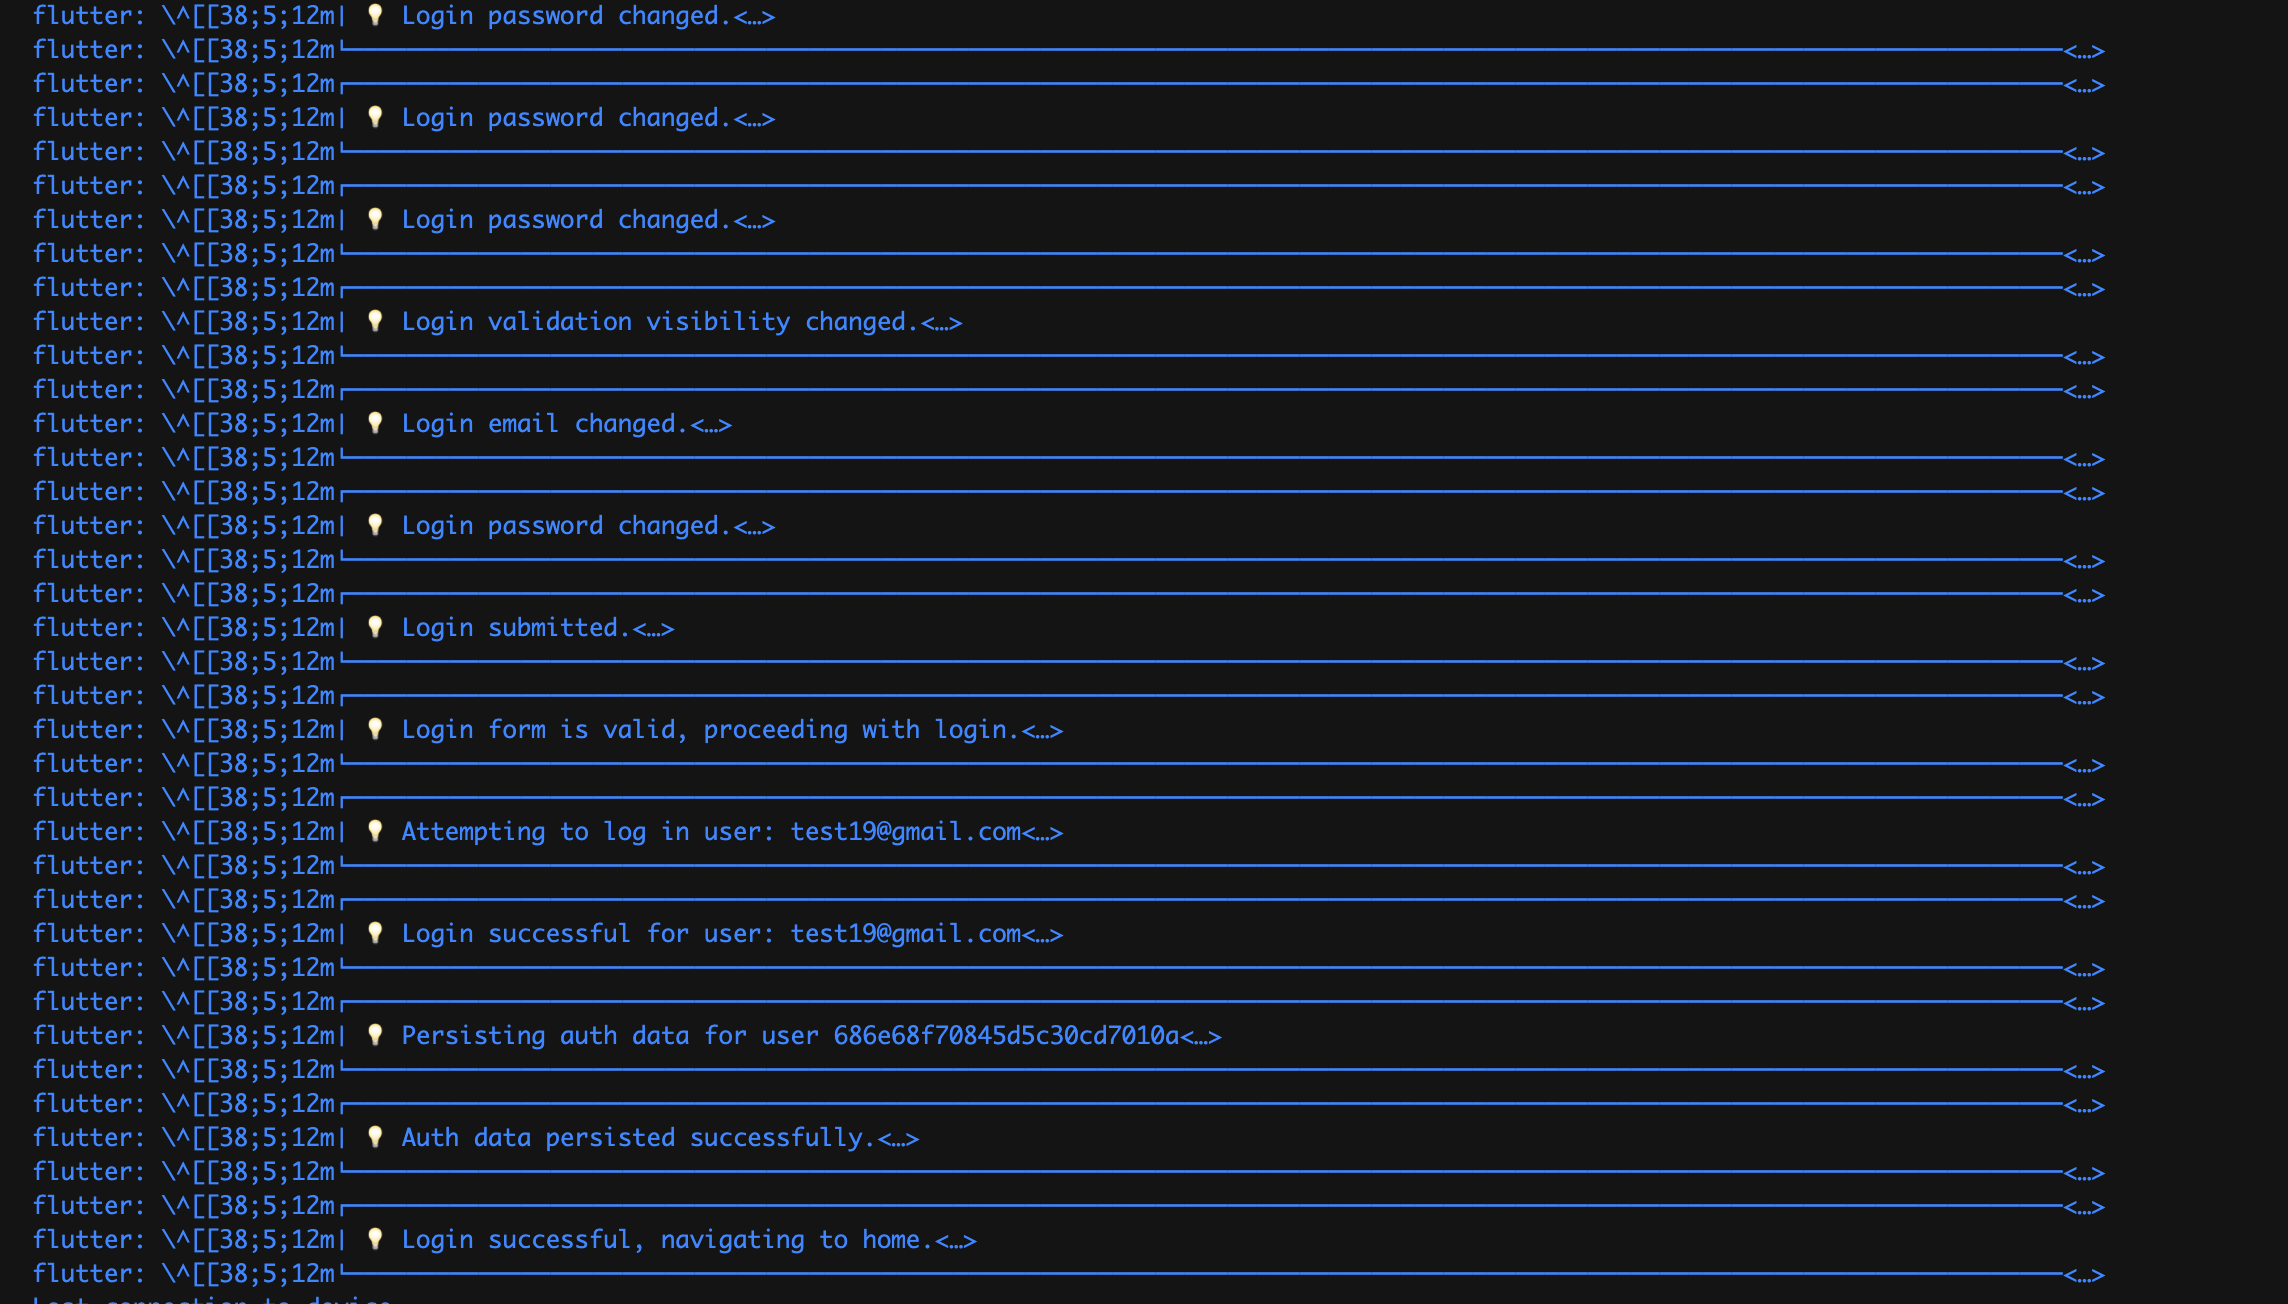 flutter: \^[[38;5;12m| 💡 Login password changed.<…>
flutter: \^[[38;5;12m└───────────────────────────────────────────────────────────────────────────────────────────────────────────────────────<…>
flutter: \^[[38;5;12m┌───────────────────────────────────────────────────────────────────────────────────────────────────────────────────────<…>
flutter: \^[[38;5;12m| 💡 Login password changed.<…>
flutter: \^[[38;5;12m└───────────────────────────────────────────────────────────────────────────────────────────────────────────────────────<…>
flutter: \^[[38;5;12m┌───────────────────────────────────────────────────────────────────────────────────────────────────────────────────────<…>
flutter: \^[[38;5;12m| 💡 Login password changed.<…>
flutter: \^[[38;5;12m└───────────────────────────────────────────────────────────────────────────────────────────────────────────────────────<…>
flutter: \^[[38;5;12m┌───────────────────────────────────────────────────────────────────────────────────────────────────────────────────────<…>
flutter: \^[[38;5;12m| 💡 Login validation visibility changed.<…>
flutter: \^[[38;5;12m└───────────────────────────────────────────────────────────────────────────────────────────────────────────────────────<…>
flutter: \^[[38;5;12m┌───────────────────────────────────────────────────────────────────────────────────────────────────────────────────────<…>
flutter: \^[[38;5;12m| 💡 Login email changed.<…>
flutter: \^[[38;5;12m└───────────────────────────────────────────────────────────────────────────────────────────────────────────────────────<…>
flutter: \^[[38;5;12m┌───────────────────────────────────────────────────────────────────────────────────────────────────────────────────────<…>
flutter: \^[[38;5;12m| 💡 Login password changed.<…>
flutter: \^[[38;5;12m└───────────────────────────────────────────────────────────────────────────────────────────────────────────────────────<…>
flutter: \^[[38;5;12m┌───────────────────────────────────────────────────────────────────────────────────────────────────────────────────────<…>
flutter: \^[[38;5;12m| 💡 Login submitted.<…>
flutter: \^[[38;5;12m└───────────────────────────────────────────────────────────────────────────────────────────────────────────────────────<…>
flutter: \^[[38;5;12m┌───────────────────────────────────────────────────────────────────────────────────────────────────────────────────────<…>
flutter: \^[[38;5;12m| 💡 Login form is valid, proceeding with login.<…>
flutter: \^[[38;5;12m└───────────────────────────────────────────────────────────────────────────────────────────────────────────────────────<…>
flutter: \^[[38;5;12m┌───────────────────────────────────────────────────────────────────────────────────────────────────────────────────────<…>
flutter: \^[[38;5;12m| 💡 Attempting to log in user: test19@gmail.com<…>
flutter: \^[[38;5;12m└───────────────────────────────────────────────────────────────────────────────────────────────────────────────────────<…>
flutter: \^[[38;5;12m┌───────────────────────────────────────────────────────────────────────────────────────────────────────────────────────<…>
flutter: \^[[38;5;12m| 💡 Login successful for user: test19@gmail.com<…>
flutter: \^[[38;5;12m└───────────────────────────────────────────────────────────────────────────────────────────────────────────────────────<…>
flutter: \^[[38;5;12m┌───────────────────────────────────────────────────────────────────────────────────────────────────────────────────────<…>
flutter: \^[[38;5;12m| 💡 Persisting auth data for user 686e68f70845d5c30cd7010a<…>
flutter: \^[[38;5;12m└───────────────────────────────────────────────────────────────────────────────────────────────────────────────────────<…>
flutter: \^[[38;5;12m┌───────────────────────────────────────────────────────────────────────────────────────────────────────────────────────<…>
flutter: \^[[38;5;12m| 💡 Auth data persisted successfully.<…>
flutter: \^[[38;5;12m└───────────────────────────────────────────────────────────────────────────────────────────────────────────────────────<…>
flutter: \^[[38;5;12m┌───────────────────────────────────────────────────────────────────────────────────────────────────────────────────────<…>
flutter: \^[[38;5;12m| 💡 Login successful, navigating to home.<…>
flutter: \^[[38;5;12m└───────────────────────────────────────────────────────────────────────────────────────────────────────────────────────<…>